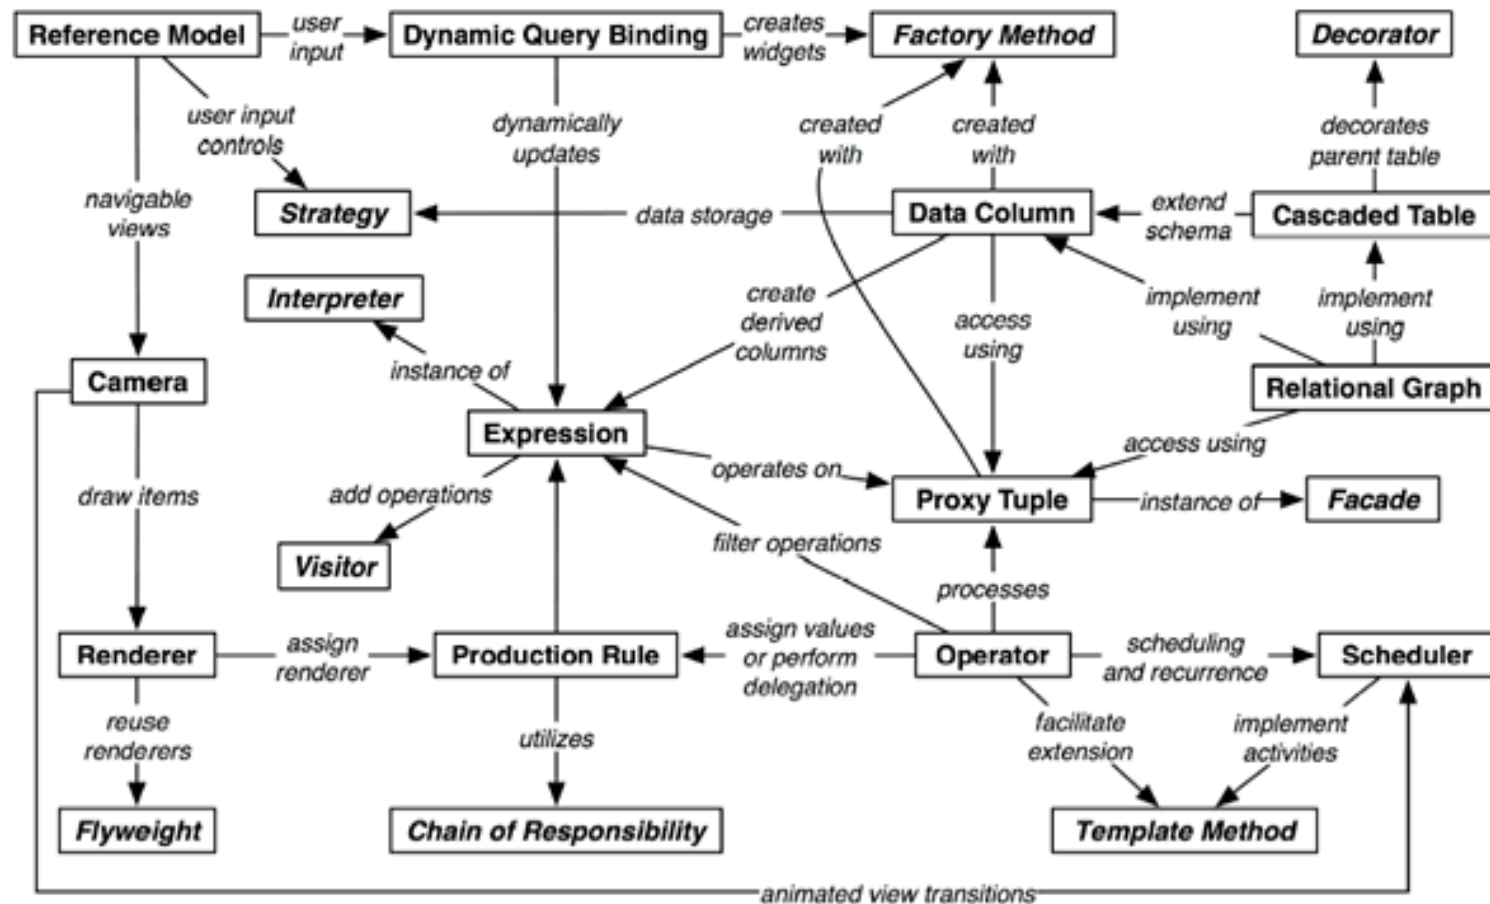 Reference Model
user
input
Dynamic Query Binding
creates
widgets
Factory Method
Decorator
user input
controls
dynamically
updates
created
with
created
with
decorates
parent table
navigable
views
Strategy
data storage
Data Column
extend
schema
Cascaded Table
Interpreter
create
derived
columns
access
using
implement
using
implement
using
Camera
instance of
Relational Graph
Expression
access using
draw items
add operations
operates on
Proxy Tuple
instance of
Facade
Visitor
filter operations
processes
Renderer
assign
renderer
Production Rule
assign values
or perform
delegation
Operator
scheduling
and recurrence
Scheduler
reuse
renderers
utilizes
facilitate
extension
implement
activities
Flyweight
Chain of Responsibility
Template Method
animated view transitions